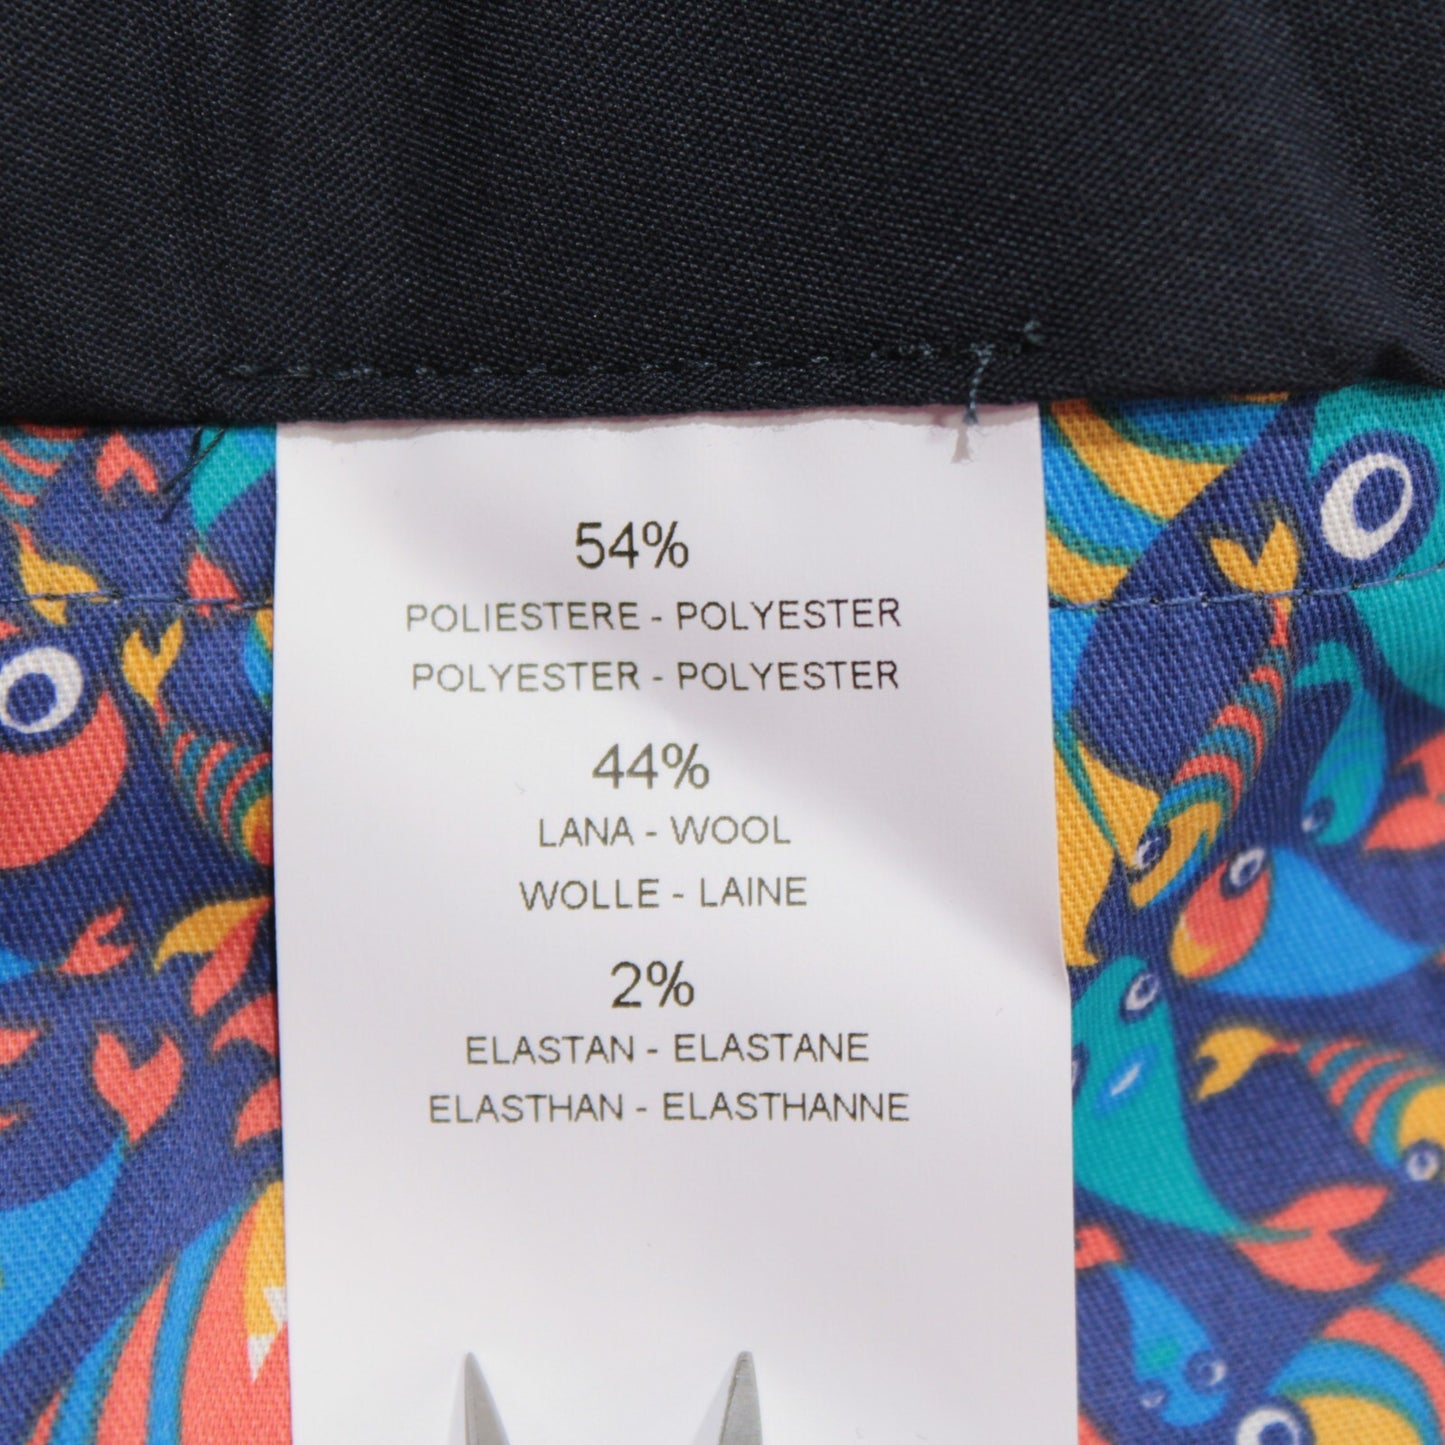 54%
POLIESTERE - POLYESTER
POLYESTER - POLYESTER
44%
LANA - WOOL
WOLLE - LAINE
2%
ELASTAN - ELASTANE
ELASTHAN - ELASTHANNE